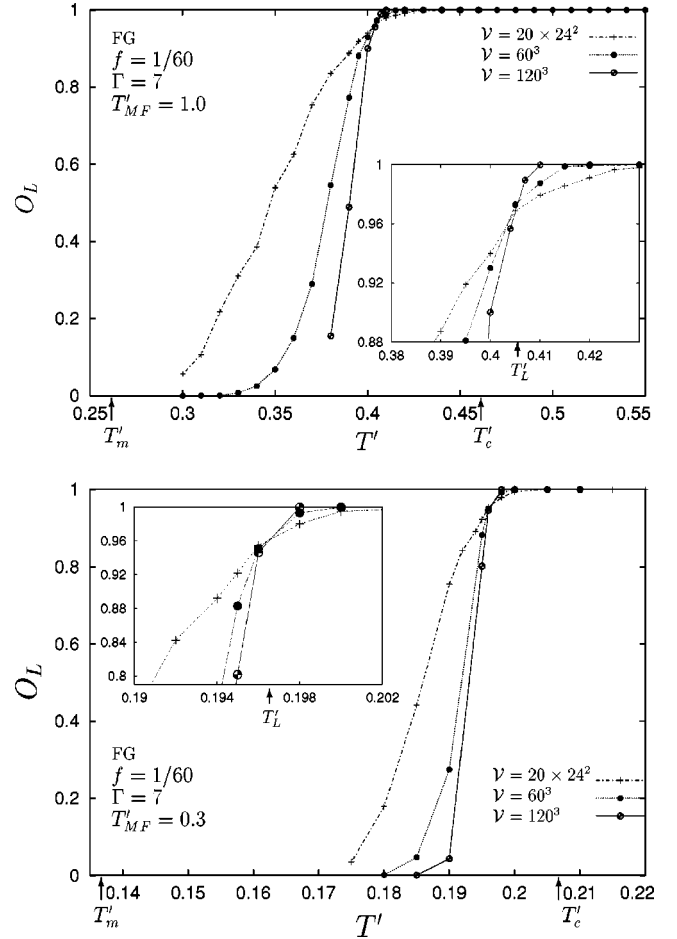 1
0.8
0.6
0.4
0.2
0
O_L
FG
f = 1/60
Γ = 7
T'_{MF} = 1.0
𝒱 = 20 × 24²
𝒱 = 60³
𝒱 = 120³
1
0.96
0.92
0.88
0.38 0.39 0.4 0.41 0.42
T'_L
0.25 0.3 0.35 0.4 0.45 0.5 0.55
T'_m T' T'_c
1
0.8
0.6
0.4
0.2
0
O_L
1
0.96
0.92
0.88
0.84
0.8
0.19 0.194 0.198 0.202
T'_L
FG
f = 1/60
Γ = 7
T'_{MF} = 0.3
𝒱 = 20 × 24²
𝒱 = 60³
𝒱 = 120³
0.14 0.15 0.16 0.17 0.18 0.19 0.2 0.21 0.22
T'_m T' T'_c